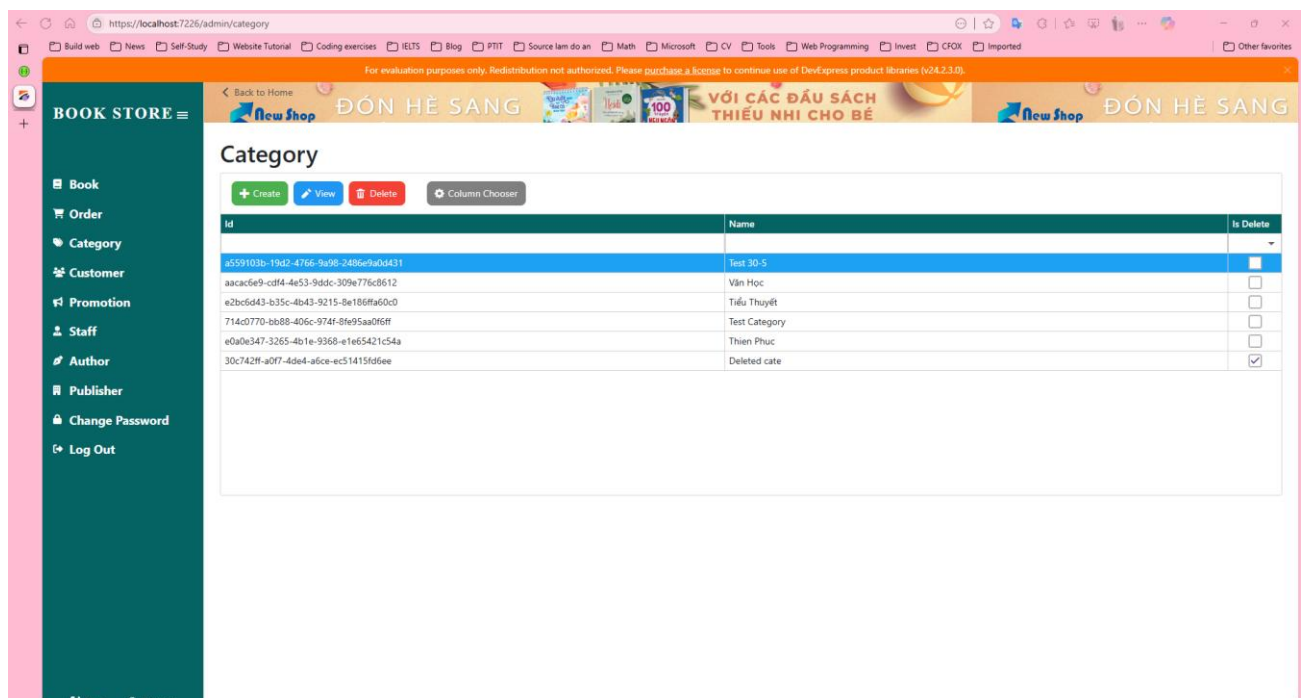 https://localhost:7226/admin/category
Build web News Self-Study Website Tutorial Coding exercises IELTS Blog PTIT Source lam do an Math Microsoft CV Tools Web Programming Invest CFOX Imported Other favorites
For evaluation purposes only. Redistribution not authorized. Please purchase a license to continue use of DevExpress product libraries (v24.2.3.0).
BOOK STORE
Back to Home
New Shop ĐÓN HÈ SANG 100 VỚI CÁC ĐẦU SÁCH New Shop ĐÓN HÈ SANG
THIẾU NHI CHO BÉ
Category
Create View Delete Column Chooser
Id Name Is Delete
a559103b-19d2-4766-9a98-2486e9a0d431 Test 30-5
aacac6e9-cdf4-4e53-9ddc-309e776c8612 Văn Học
e2bc6d43-b35c-4b43-9215-8e186ffa60c0 Tiểu Thuyết
714c0770-bb88-406c-974f-8fe95aa0f6ff Test Category
e0a0e347-3265-4b1e-9368-e1e65421c54a Thien Phuc
30c742ff-a0f7-4de4-a6ce-ec51415fd6ee Deleted cate
Book
Order
Category
Customer
Promotion
Staff
Author
Publisher
Change Password
Log Out